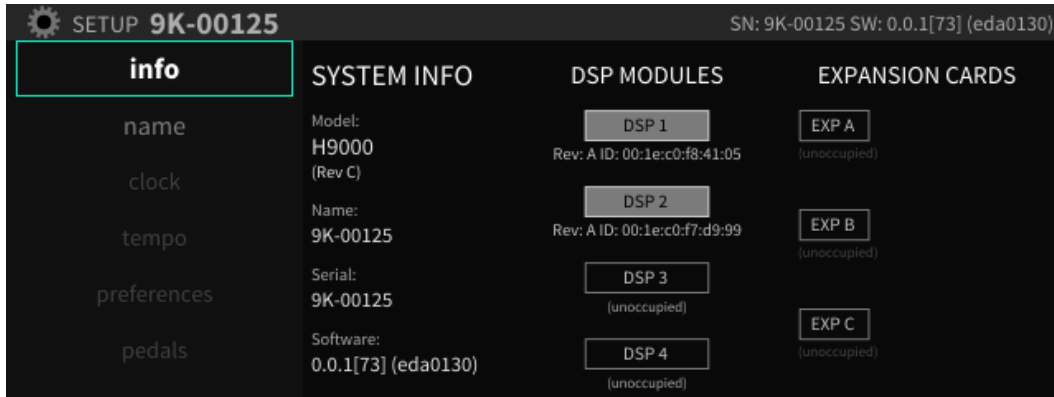 SETUP 9K-00125
SN: 9K-00125 SW: 0.0.1[73] (eda0130)
info
name
clock
tempo
preferences
pedals
SYSTEM INFO
Model:
H9000
(Rev C)
Name:
9K-00125
Serial:
9K-00125
Software:
0.0.1[73] (eda0130)
DSP MODULES
DSP 1
Rev: A ID: 00:1e:c0:f8:41:05
DSP 2
Rev: A ID: 00:1e:c0:f7:d9:99
DSP 3
(unoccupied)
DSP 4
(unoccupied)
EXPANSION CARDS
EXP A
(unoccupied)
EXP B
(unoccupied)
EXP C
(unoccupied)